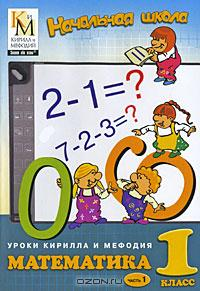 КиМ
КИРИЛЛ и МЕФОДИЙ
Начальная школа
2-1=?
7-2-3=?
0 6
УРОКИ КИРИЛЛА И МЕФОДИЯ
МАТЕМАТИКА
часть 1
1
КЛАСС
OZON.ru